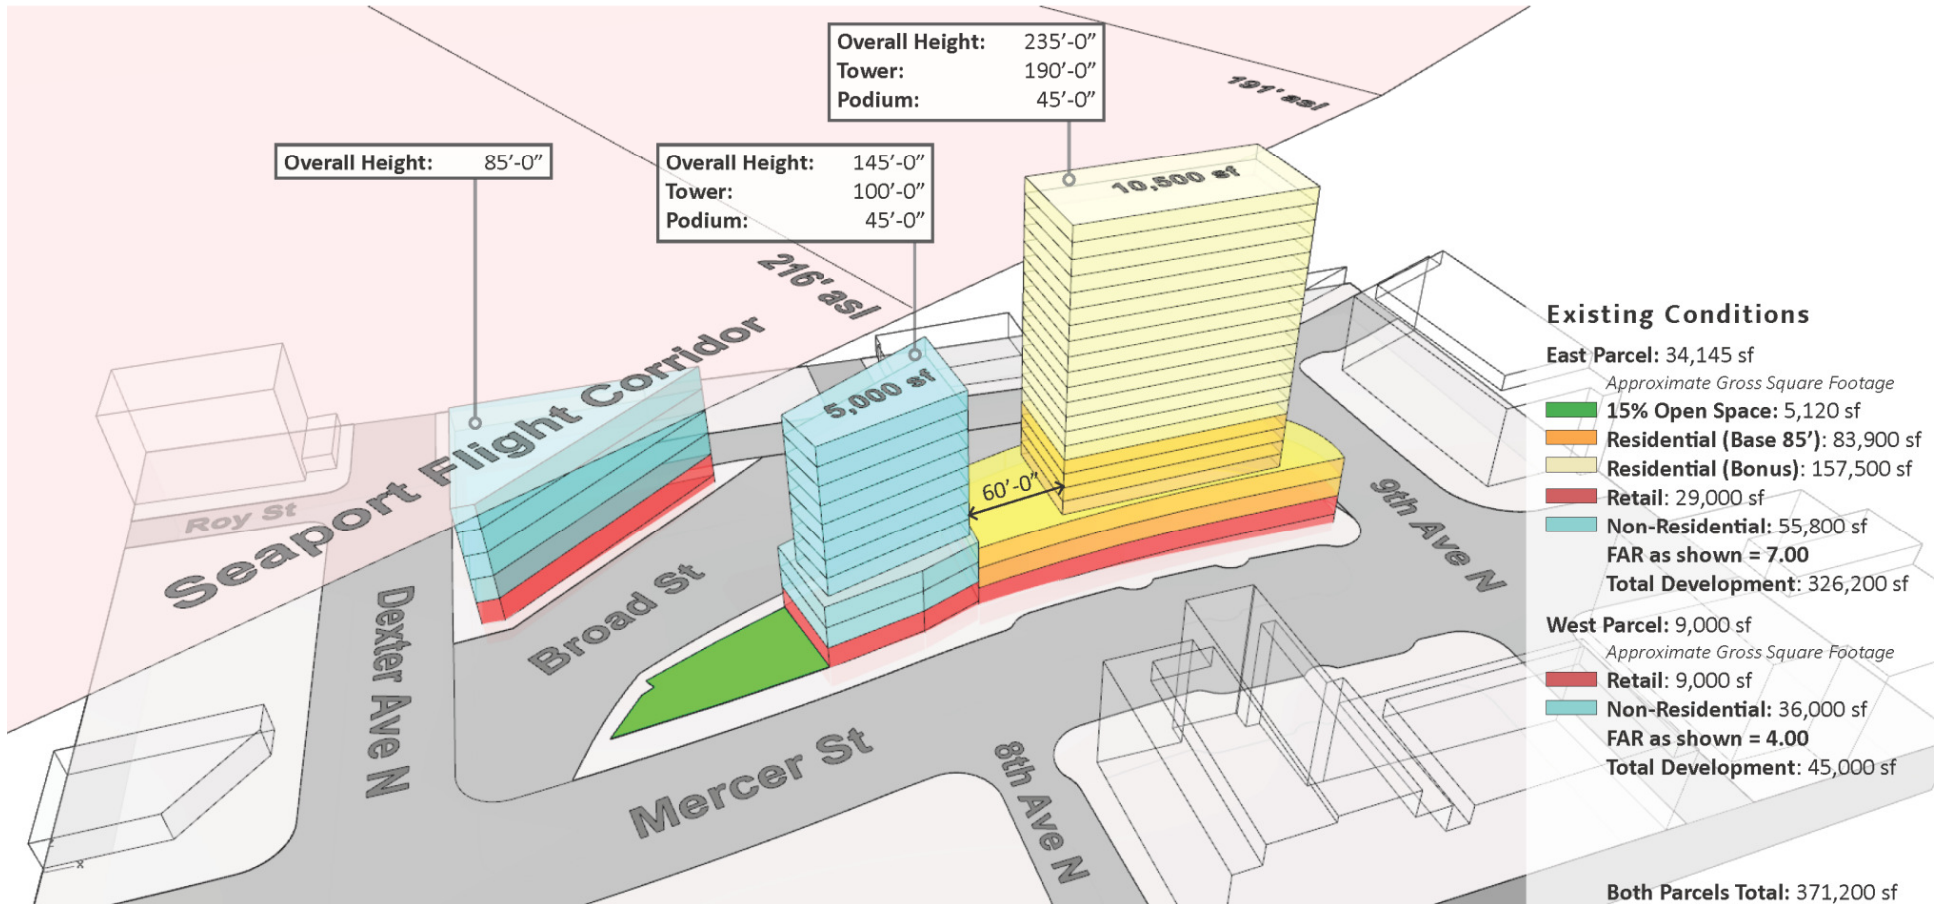 Overall Height: 235'-0"
Tower: 190'-0"
Podium: 45'-0"
191' asl
Overall Height: 85'-0"
Overall Height: 145'-0"
Tower: 100'-0"
Podium: 45'-0"
10,500 sf
216' asl
Seaport Flight Corridor
5,000 sf
60'-0"
Roy St
Broad St
Dexter Ave N
Mercer St
8th Ave N
9th Ave N
x
Existing Conditions
East Parcel: 34,145 sf
Approximate Gross Square Footage
15% Open Space: 5,120 sf
Residential (Base 85'): 83,900 sf
Residential (Bonus): 157,500 sf
Retail: 29,000 sf
Non-Residential: 55,800 sf
FAR as shown = 7.00
Total Development: 326,200 sf
West Parcel: 9,000 sf
Approximate Gross Square Footage
Retail: 9,000 sf
Non-Residential: 36,000 sf
FAR as shown = 4.00
Total Development: 45,000 sf
Both Parcels Total: 371,200 sf